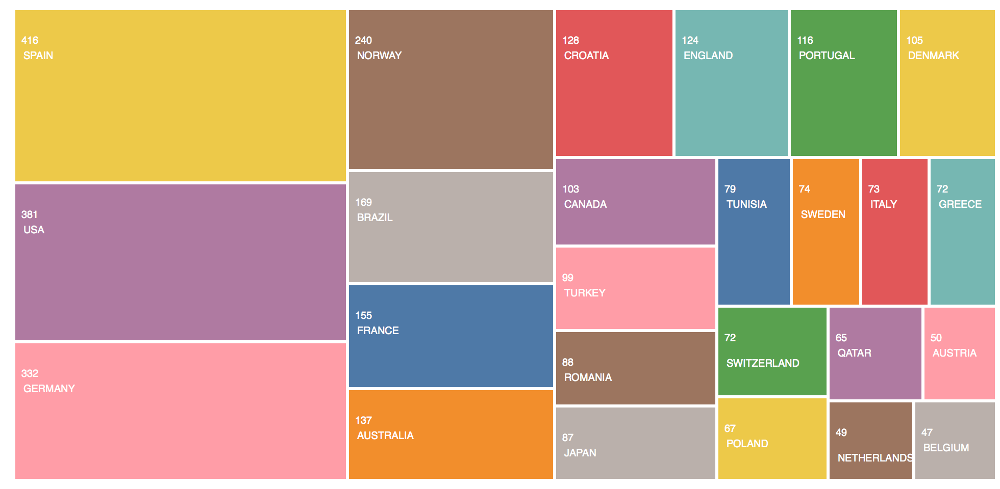 416
SPAIN
381
USA
332
GERMANY
240
NORWAY
169
BRAZIL
155
FRANCE
137
AUSTRALIA
128
CROATIA
124
ENGLAND
116
PORTUGAL
105
DENMARK
103
CANADA
99
TURKEY
88
ROMANIA
87
JAPAN
79
TUNISIA
74
SWEDEN
73
ITALY
72
GREECE
72
SWITZERLAND
67
POLAND
65
QATAR
50
AUSTRIA
49
NETHERLANDS
47
BELGIUM